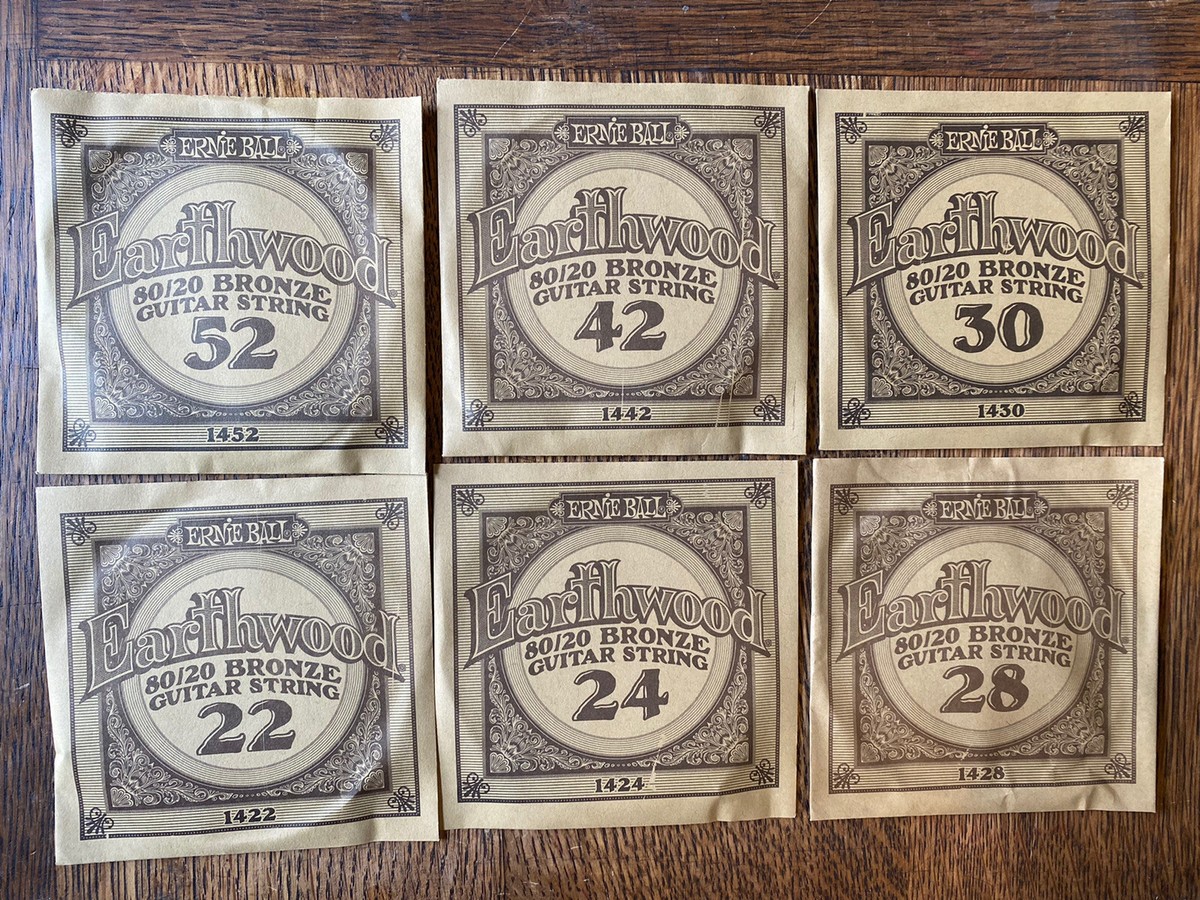 ERNIE BALL
Earthwood
80/20 BRONZE
GUITAR STRING
52
1452
ERNIE BALL
Earthwood
80/20 BRONZE
GUITAR STRING
42
1442
ERNIE BALL
Earthwood
80/20 BRONZE
GUITAR STRING
30
1430
ERNIE BALL
Earthwood
80/20 BRONZE
GUITAR STRING
22
1422
ERNIE BALL
Earthwood
80/20 BRONZE
GUITAR STRING
24
1424
ERNIE BALL
Earthwood
80/20 BRONZE
GUITAR STRING
28
1428